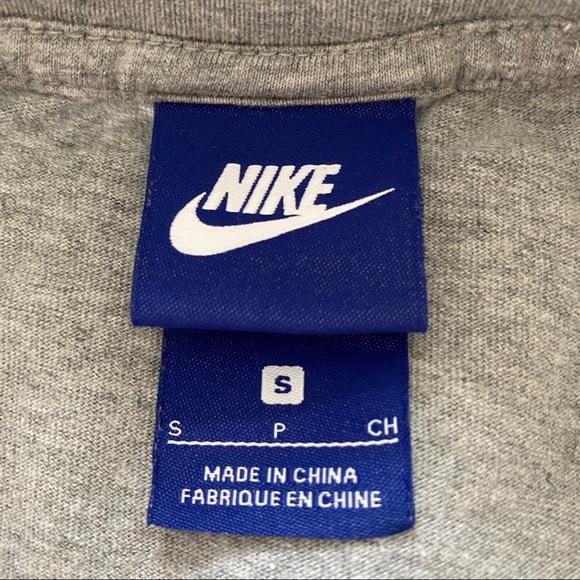 NIKE
S
S P CH
MADE IN CHINA
FABRIQUE EN CHINE